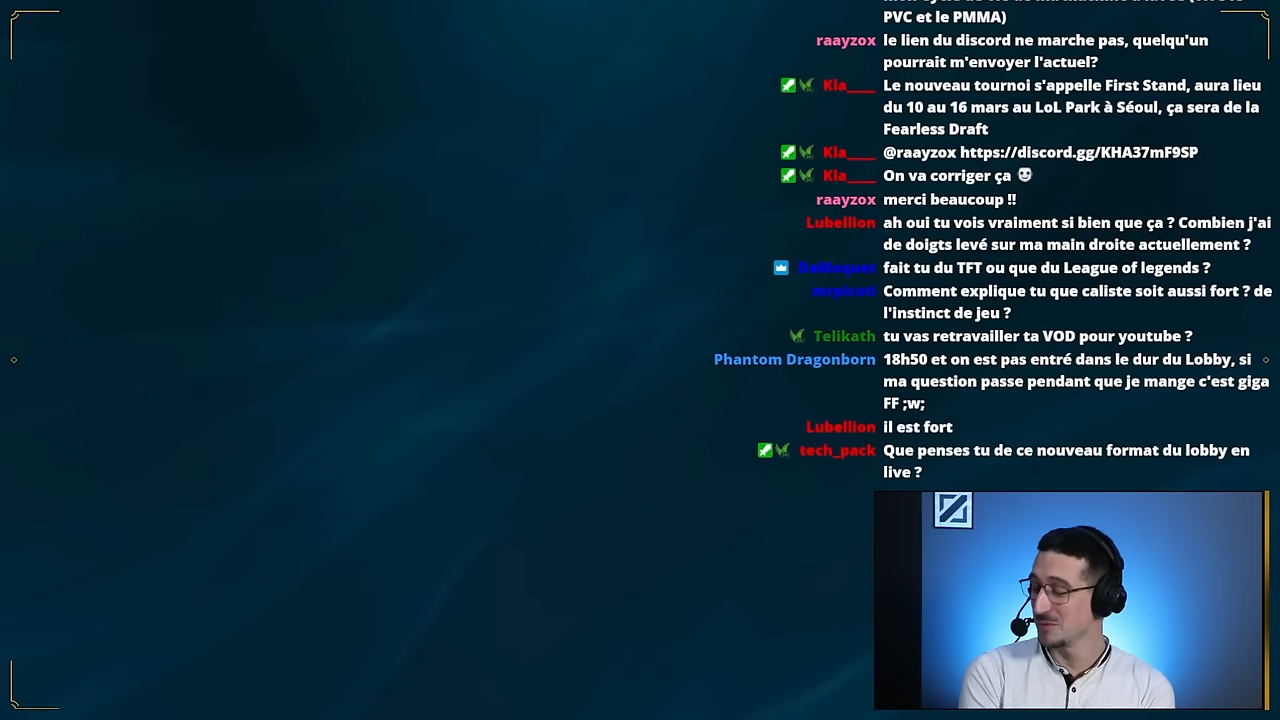 PVC et le PMMA)
raayzox le lien du discord ne marche pas, quelqu'un
pourrait m'envoyer l'actuel?
Kla____ Le nouveau tournoi s'appelle First Stand, aura lieu
du 10 au 16 mars au LoL Park à Séoul, ça sera de la
Fearless Draft
Kla____ @raayzox https://discord.gg/KHA37mF9SP
Kla____ On va corriger ça
raayzox merci beaucoup !!
Lubellion ah oui tu vois vraiment si bien que ça ? Combien j'ai
de doigts levé sur ma main droite actuellement ?
DaMoquet fait tu du TFT ou que du League of legends ?
mrpicoti Comment explique tu que caliste soit aussi fort ? de
l'instinct de jeu ?
Telikath tu vas retravailler ta VOD pour youtube ?
Phantom Dragonborn 18h50 et on est pas entré dans le dur du Lobby, si
ma question passe pendant que je mange c'est giga
FF ;w;
Lubellion il est fort
tech_pack Que penses tu de ce nouveau format du lobby en
live ?